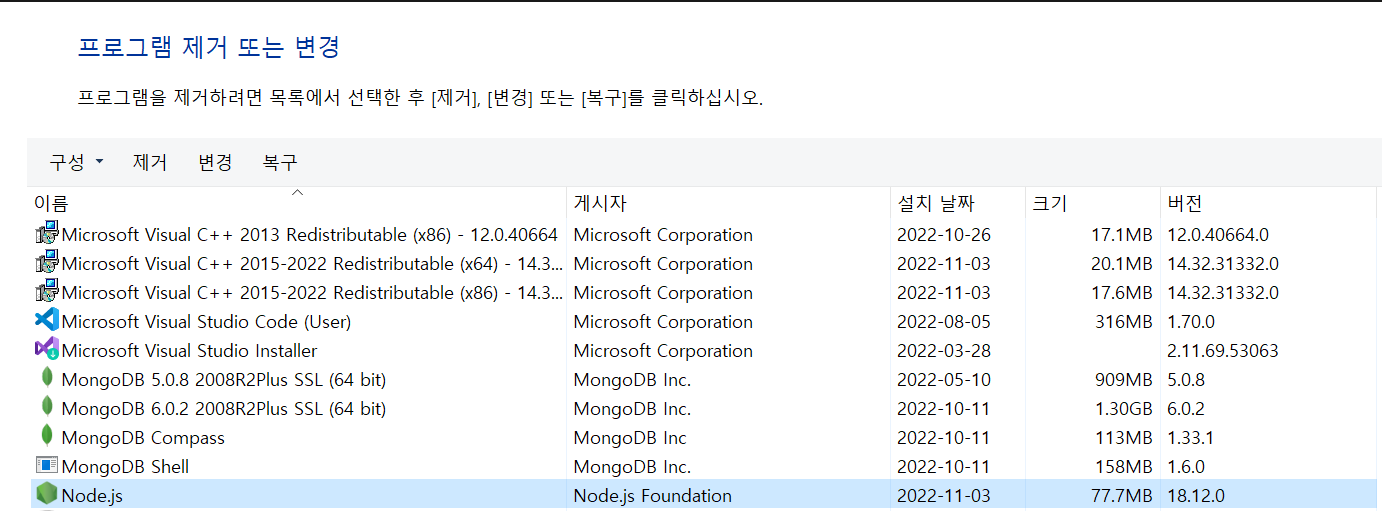 프로그램 제거 또는 변경
프로그램을 제거하려면 목록에서 선택한 후 [제거], [변경] 또는 [복구]를 클릭하십시오.
구성 제거 변경 복구
이름 게시자 설치 날짜 크기 버전
Microsoft Visual C++ 2013 Redistributable (x86) - 12.0.40664 Microsoft Corporation 2022-10-26 17.1MB 12.0.40664.0
Microsoft Visual C++ 2015-2022 Redistributable (x64) - 14.3... Microsoft Corporation 2022-11-03 20.1MB 14.32.31332.0
Microsoft Visual C++ 2015-2022 Redistributable (x86) - 14.3... Microsoft Corporation 2022-11-03 17.6MB 14.32.31332.0
Microsoft Visual Studio Code (User) Microsoft Corporation 2022-08-05 316MB 1.70.0
Microsoft Visual Studio Installer Microsoft Corporation 2022-03-28 2.11.69.53063
MongoDB 5.0.8 2008R2Plus SSL (64 bit) MongoDB Inc. 2022-05-10 909MB 5.0.8
MongoDB 6.0.2 2008R2Plus SSL (64 bit) MongoDB Inc. 2022-10-11 1.30GB 6.0.2
MongoDB Compass MongoDB Inc 2022-10-11 113MB 1.33.1
MongoDB Shell MongoDB Inc. 2022-10-11 158MB 1.6.0
Node.js Node.js Foundation 2022-11-03 77.7MB 18.12.0